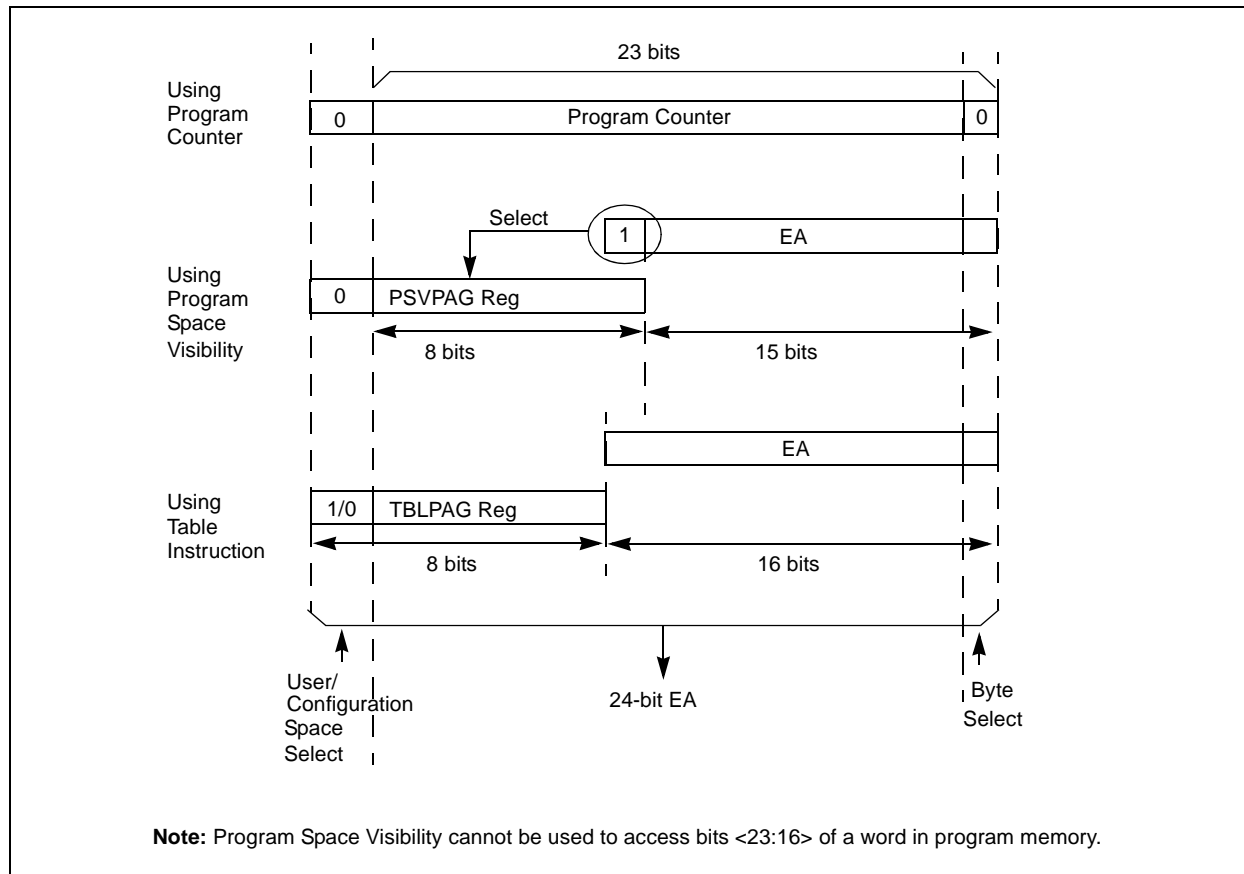 23 bits
Using
Program
Counter
0
Program Counter
0
Select
1
EA
Using
Program
Space
Visibility
0
PSVPAG Reg
8 bits
15 bits
EA
Using
Table
Instruction
1/0
TBLPAG Reg
8 bits
16 bits
User/
Configuration
Space
Select
24-bit EA
Byte
Select
Note: Program Space Visibility cannot be used to access bits <23:16> of a word in program memory.